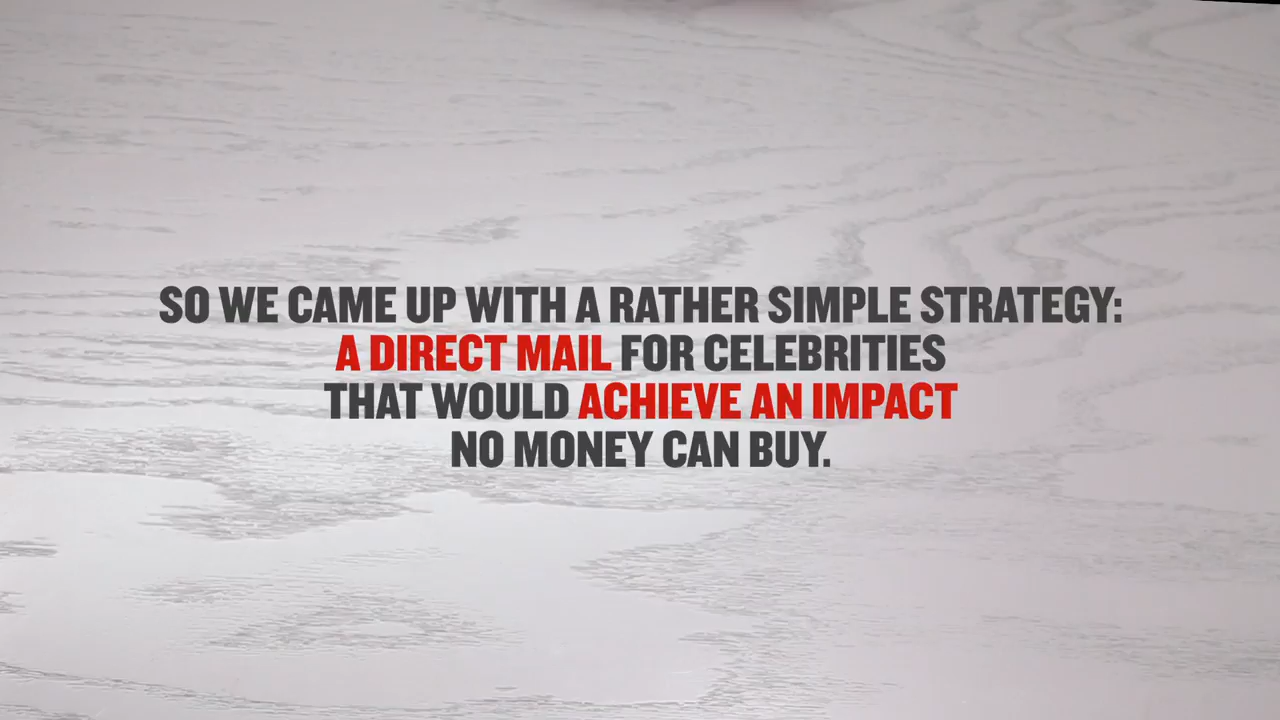 SO WE CAME UP WITH A RATHER SIMPLE STRATEGY:
A DIRECT MAIL FOR CELEBRITIES
THAT WOULD ACHIEVE AN IMPACT
NO MONEY CAN BUY.